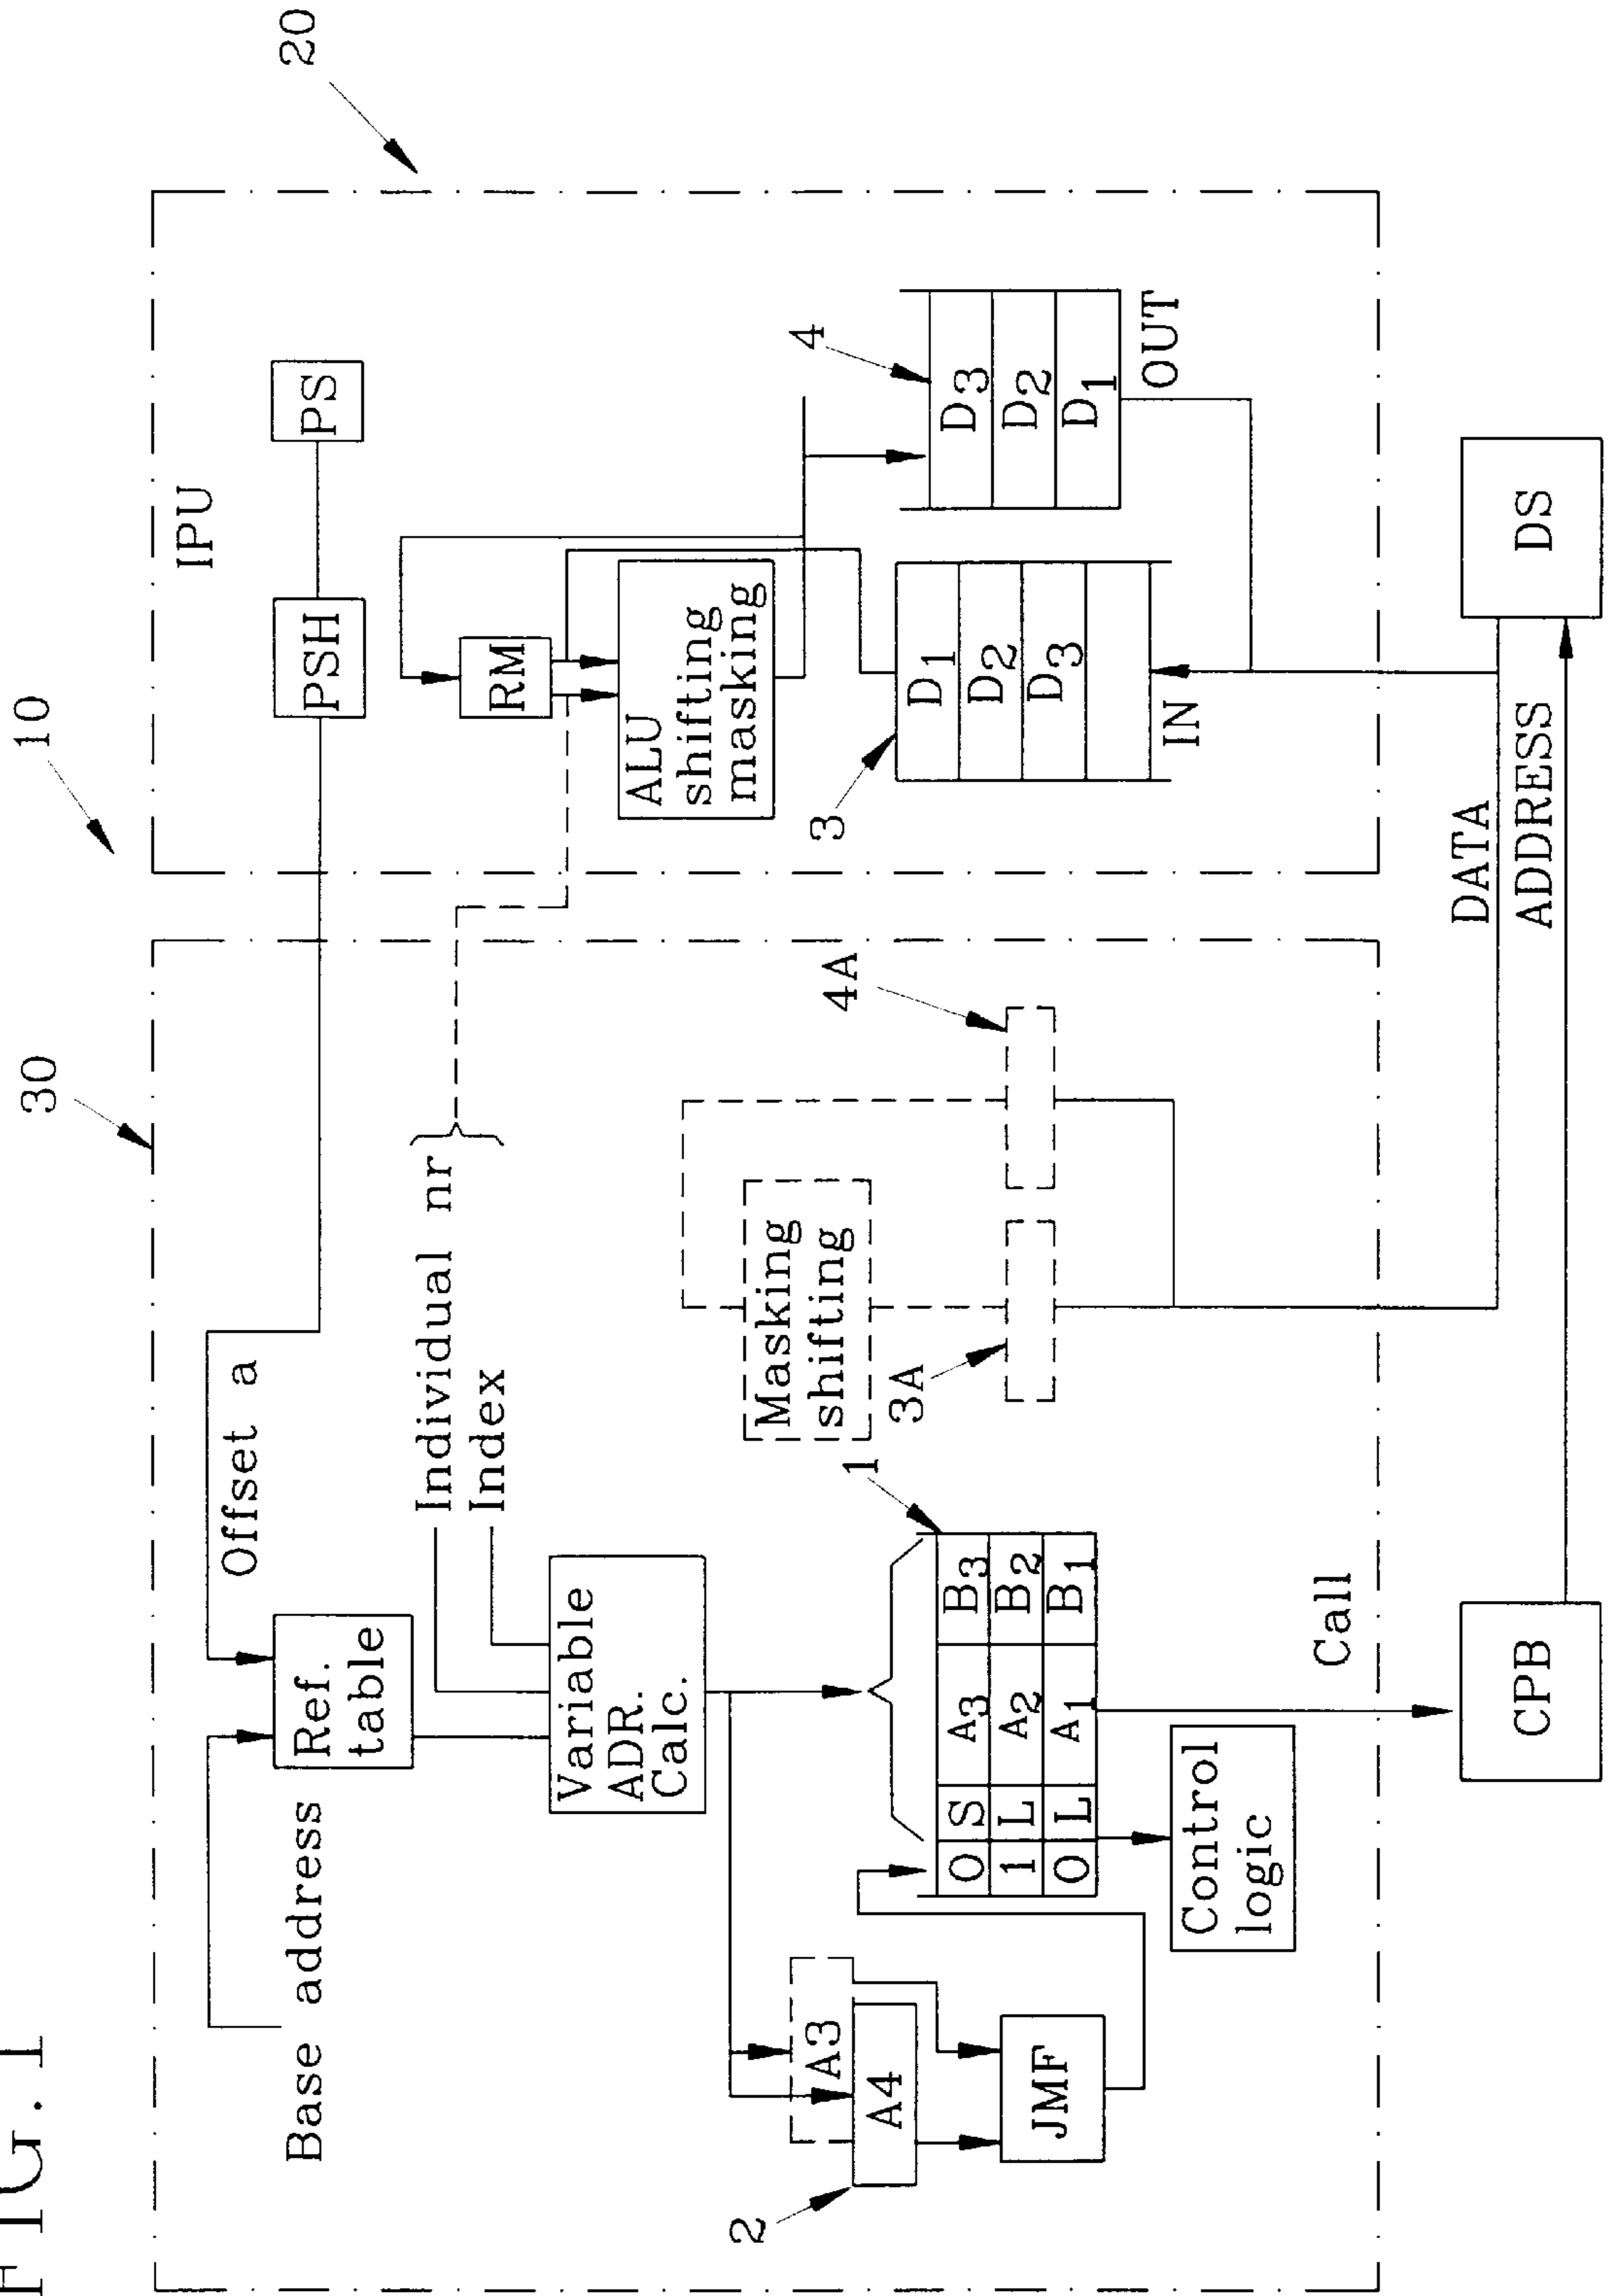 FIG. 1
10
20
30
IPU
PSH
PS
Offset a
Base address
Ref.
table
Individual nr
Index
RM
Variable
ADR.
Calc.
ALU
shifting
masking
Masking
shifting
3
4
3A
4A
1
2
A3
A4
JMF
0 S A3 B3
1 L A2 B2
0 L A1 B1
Control
logic
Call
D1
D2
D3
IN
D3
D2
D1
OUT
DATA
ADDRESS
CPB
DS